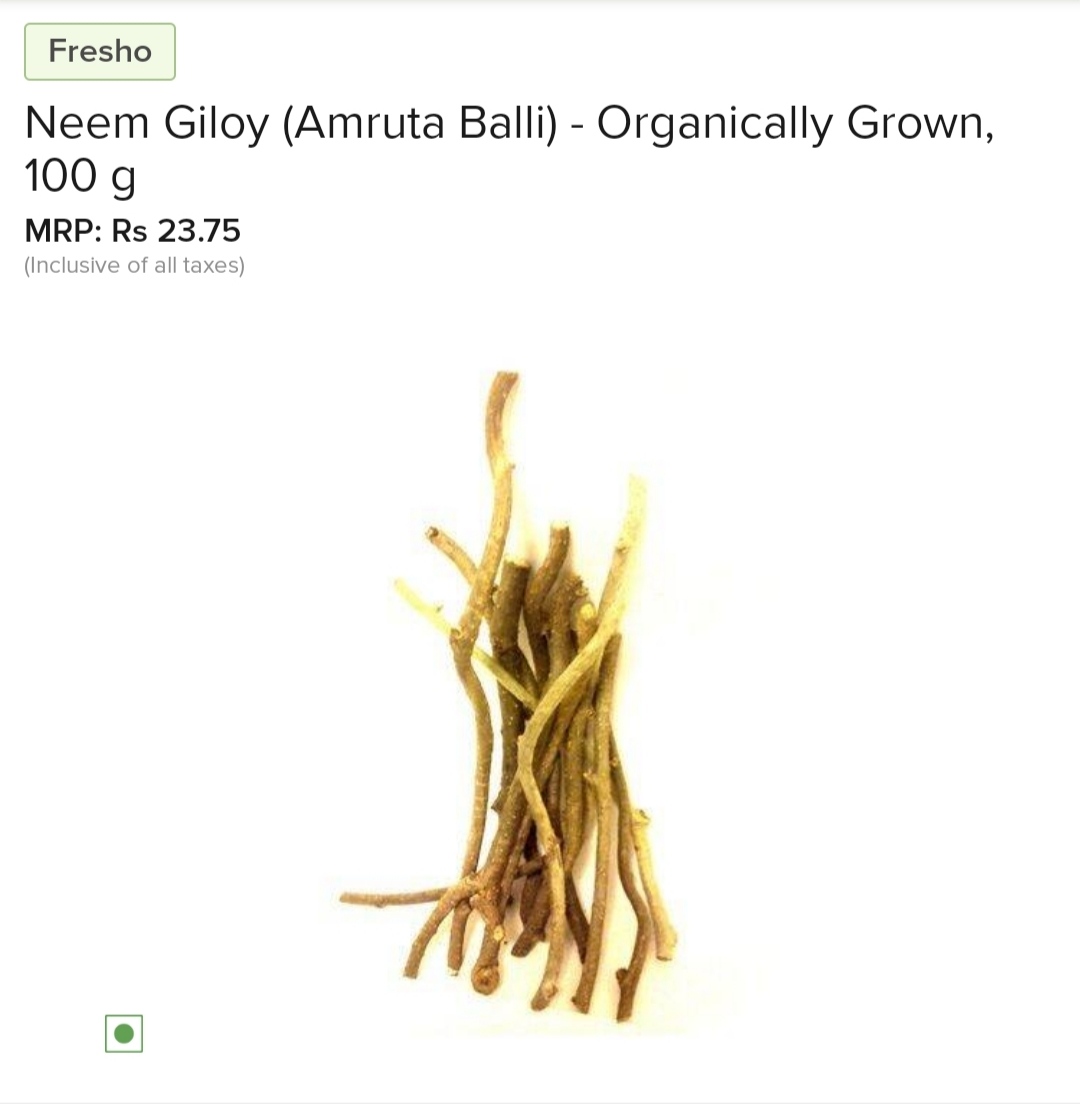 Fresho
Neem Giloy (Amruta Balli) - Organically Grown,
100 g
MRP: Rs 23.75
(Inclusive of all taxes)